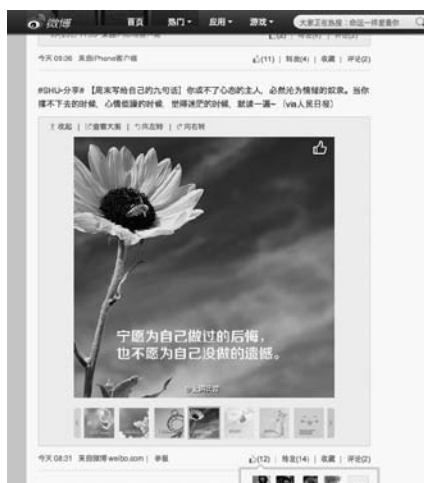 微博 首页 热门 应用 游戏 大家正在热搜：命运一样要靠你
今天 09:06 来自iPhone客户端 (11) | 转发(4) | 收藏 | 评论(2)
#SHU-分享# 【周末写给自己的九句话】你成不了心态的主人，必然沦为情绪的奴隶。当你
撑不下去的时候，心情低躁的时候，觉得迷茫的时候，就读一遍~（via人民日报）
收起 | 查看大图 | 向左转 | 向右转
宁愿为自己做过的后悔，
也不愿为自己没做的遗憾。
今天 08:31 来自微博 weibo.com | 举报 (12) | 转发(14) | 收藏 | 评论(2)